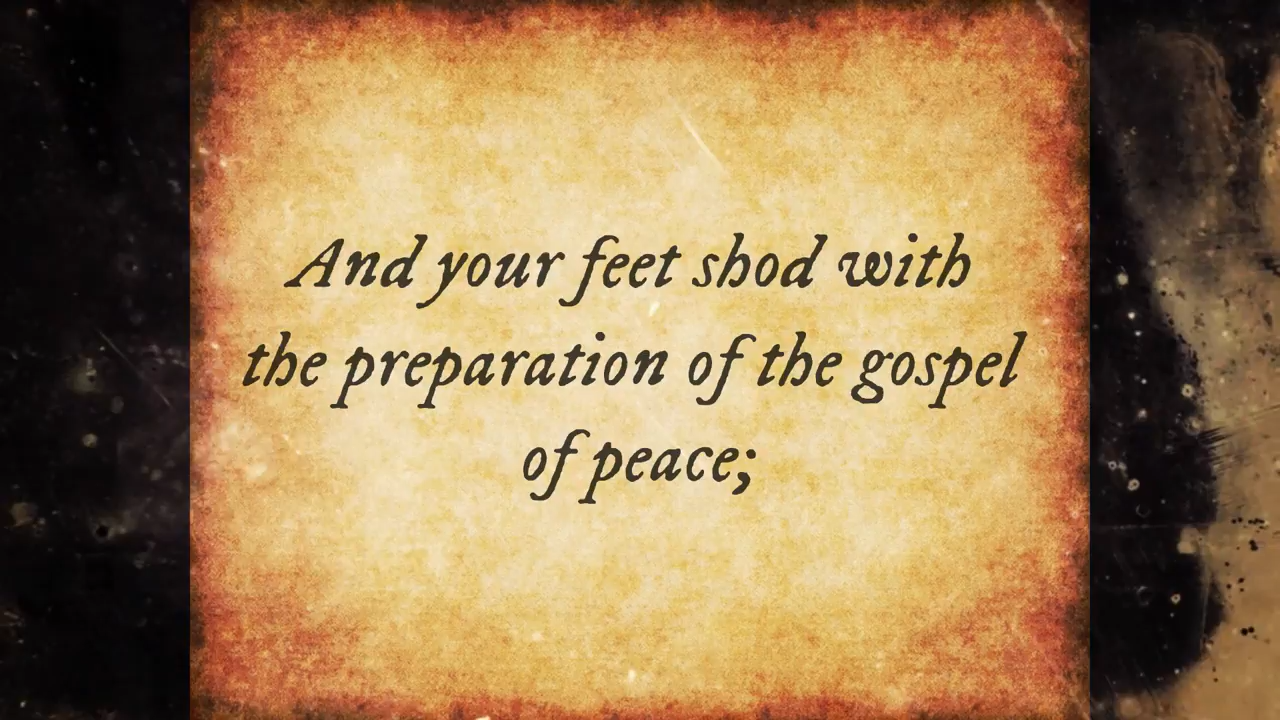 And your feet shod with
the preparation of the gospel
of peace;